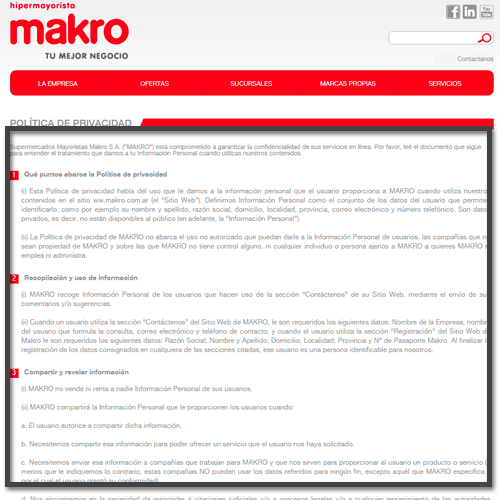 hipermayorista
makro
TU MEJOR NEGOCIO
You
Tube
Contactanos
LA EMPRESA
OFERTAS
SUCURSALES
MARCAS PROPIAS
SERVICIOS
POLÍTICA DE PRIVACIDAD
Supermercados Mayoristas Makro S.A. ("MAKRO") está comprometido a garantizar la confidencialidad de sus servicios en línea. Por favor, leé el documento que sigue
para entender el tratamiento que damos a tu Información Personal cuando utilizas nuestros contenidos.
1 Qué puntos abarca la Política de privacidad
(i) Esta Política de privacidad habla del uso que le damos a la información personal que el usuario proporciona a MAKRO cuando utiliza nuestro
contenidos en el sitio ww.makro.com.ar (el "Sitio Web"). Definimos Información Personal como el conjunto de los datos del usuario que permite
identificarlo, como por ejemplo su nombre y apellido, razón social, domicilio, localidad, provincia, correo electrónico y número telefónico. Son dato
privados, es decir, no están disponibles al público (en adelante, la "Información Personal").
(ii) La Política de privacidad de MAKRO no abarca el uso no autorizado que puedan darle a la Información Personal de usuarios, las compañías que n
sean propiedad de MAKRO y sobre las que MAKRO no tiene control alguno, ni cualquier individuo o persona ajenos a MAKRO a quienes MAKRO n
emplea ni administra.
2 Recopilación y uso de información
(i) MAKRO recoge Información Personal de los usuarios que hacen uso de la sección "Contáctenos" de su Sitio Web, mediante el envío de su
comentarios y/o sugerencias.
(ii) Cuando un usuario utiliza la sección "Contáctenos" del Sitio Web de MAKRO, le son requeridos los siguientes datos: Nombre de la Empresa, nombr
del usuario que formula la consulta, correo electrónico y teléfono de contacto; y cuando el usuario utiliza la sección "Registración" del Sitio Web d
Makro le son requeridos los siguientes datos: Razón Social; Nombre y Apellido, Domicilio; Localidad; Provincia y Nº de Pasaporte Makro. Al finalizar l
registración de los datos consignados en cualquiera de las secciones citadas, ese usuario es una persona identificable para nosotros.
3 Compartir y revelar información
(i) MAKRO no vende ni renta a nadie Información Personal de sus usuarios.
(ii) MAKRO compartirá la Información Personal que le proporcionen los usuarios cuando:
a. El usuario autorice a compartir dicha información.
b. Necesitemos compartir esa información para poder ofrecer un servicio que el usuario nos haya solicitado.
c. Necesitemos enviar esa información a compañías que trabajan para MAKRO y que nos sirven para proporcionar al usuario un producto o servicio (
menos que le indiquemos lo contrario, estas compañías NO pueden usar los datos referidos para ningún fin, excepto aquél que MAKRO especifica
por el cual el usuario prestó su conformidad).
d. Nos encontremos en la necesidad de responder a citaciones judiciales y/o a procesos legales y/o a cualquier requerimiento de las autoridades